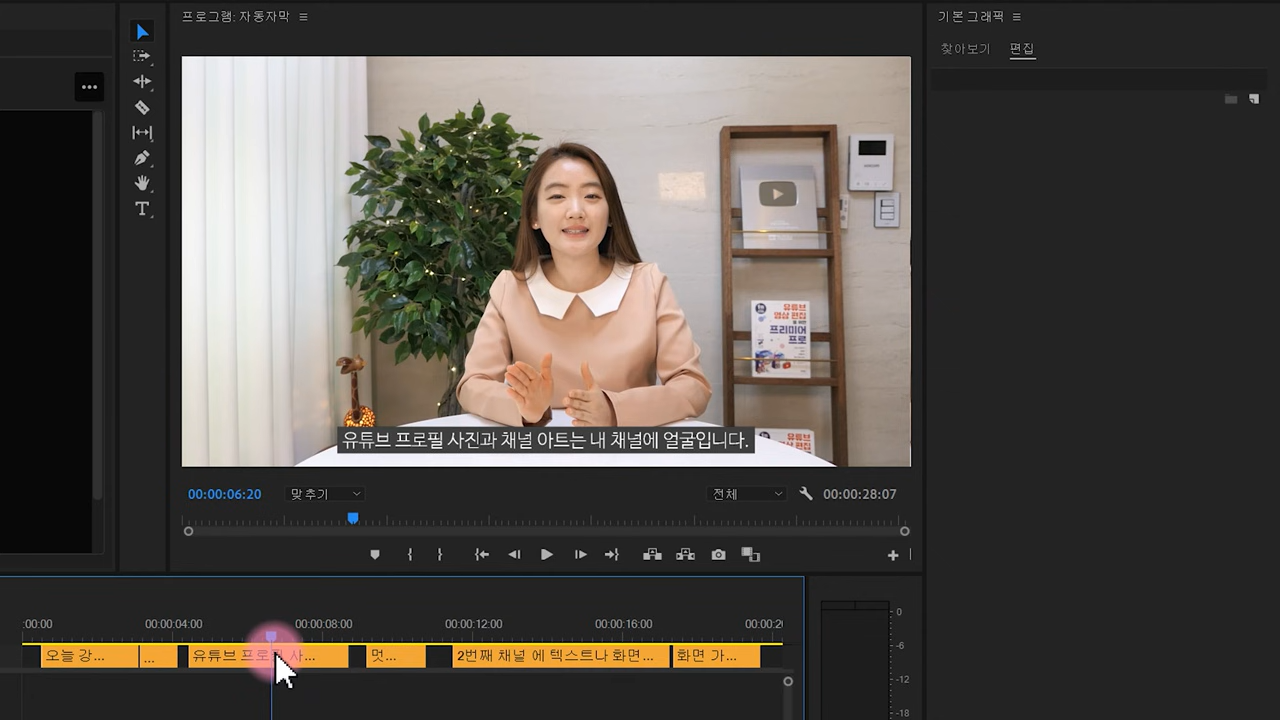 프로그램: 자동자막
기본 그래픽
찾아보기 편집
유튜브
영상 편집
프리미어
프로
유튜브 프로필 사진과 채널 아트는 내 채널에 얼굴입니다.
유튜브
00:00:06:20 맞추기 전체 00:00:28:07
:00:00 00:00:04:00 00:00:08:00 00:00:12:00 00:00:16:00 00:00:2
오늘 강... ... 유튜브 프로필 사... 멋... 2번째 채널 에 텍스트나 화면... 화면 가...
0
-6
-12
-18
T